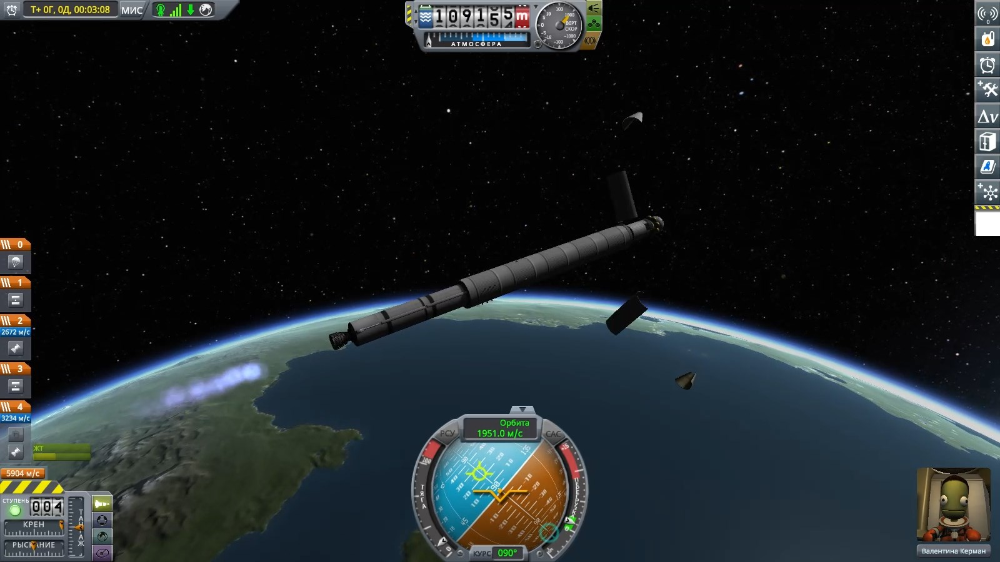 Т+ 0Г, 0Д, 00:03:08
МИС
109155 m
АТМОСФЕРА
ВЕРТ
СКОР
0
Δv
0
1
2
2672 м/с
3
4
3234 м/с
ЖТ
5904 м/с
СТУПЕНЬ
004
КРЕН
РЫСКАНИЕ
ТАНГАЖ
РСУ
Орбита
1951.0 м/с
САС
ТЯГА
ПЕРЕГРУЗКА
КУРС
090°
Валентина Керман